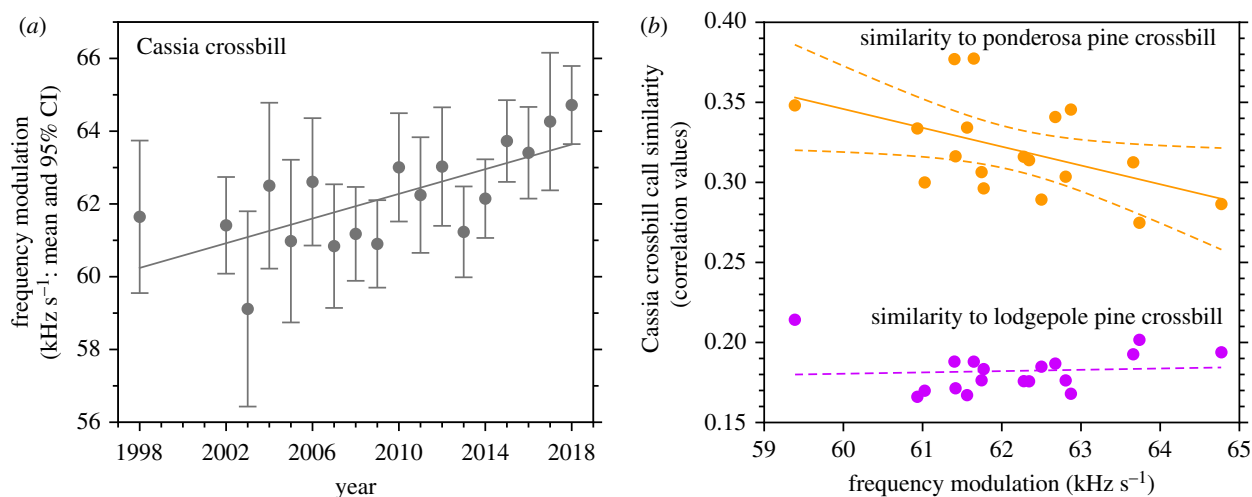 (a)
Cassia crossbill
frequency modulation
(kHz s⁻¹: mean and 95% CI)
66
64
62
60
58
56
1998
2002
2006
2010
2014
2018
year
(b)
similarity to ponderosa pine crossbill
similarity to lodgepole pine crossbill
Cassia crossbill call similarity
(correlation values)
0.40
0.35
0.30
0.25
0.20
0.15
59
60
61
62
63
64
65
frequency modulation (kHz s⁻¹)